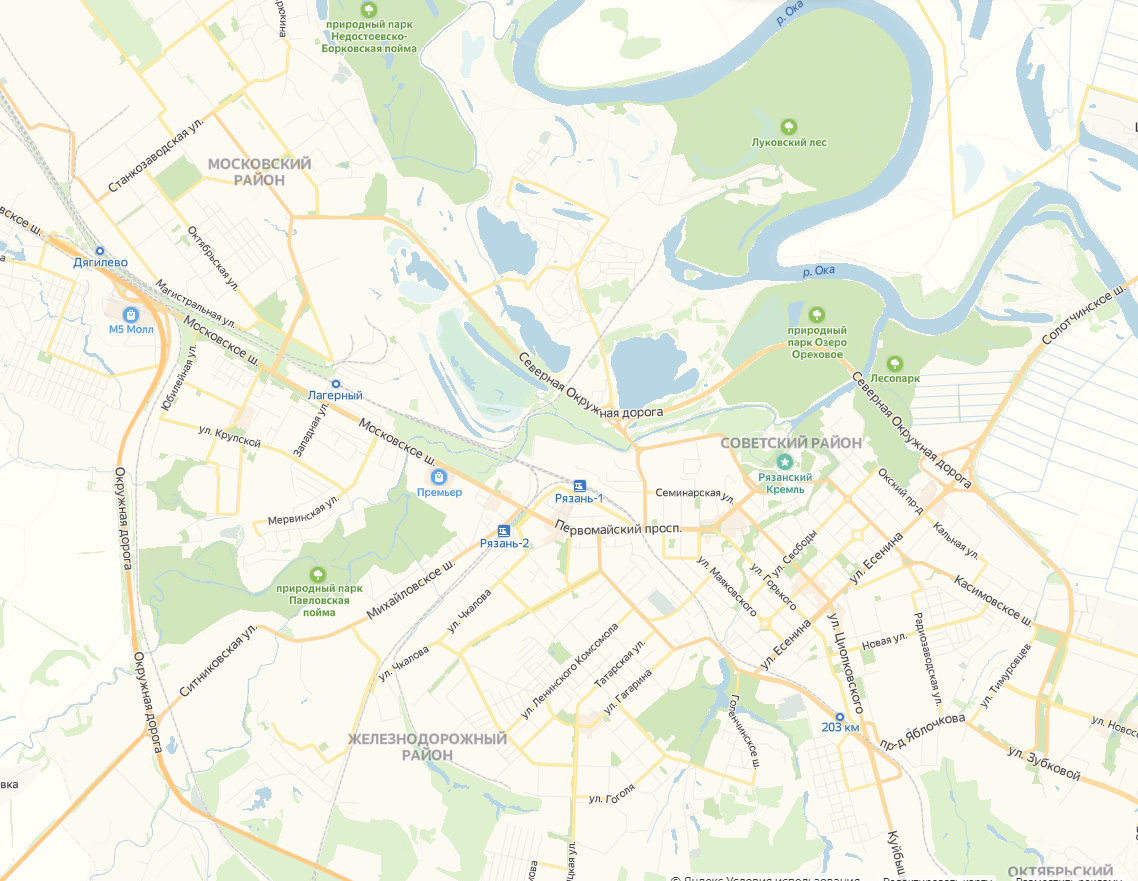 р. Ока
природный парк
Недостоевско-
Борковская пойма
Луковский лес
Станкозаводская ул.
МОСКОВСКИЙ
РАЙОН
Октябрьская ул.
Дягилево
р. Ока
Магистральная ул.
М5 Молл
Московское ш.
Солотчинское ш.
природный
парк Озеро
Ореховое
Юбилейная ул.
Северная Окружная дорога
Лесопарк
Лагерный
Северная Окружная дорога
Западная ул.
ул. Крупской
Московское ш.
СОВЕТСКИЙ РАЙОН
Рязанский
Кремль
Окружная дорога
Премьер
Рязань-1
Семинарская ул.
Окский пр-д
Мервинская ул.
Первомайский просп.
Рязань-2
Кальная ул.
ул. Свободы
ул. Есенина
природный парк
Павловская
пойма
Михайловское ш.
ул. Маяковского
ул. Горького
Касимовское ш.
ул. Чкалова
ул. Циолковского
Радиозаводская ул.
Новая ул.
Ситниковская ул.
ул. Чкалова
ул. Ленинского Комсомола
Татарская ул.
ул. Гагарина
ул. Есенина
ул. Тимуровцев
Окружная дорога
Голенчинское ш.
203 км
пр-д Яблочкова
ЖЕЛЕЗНОДОРОЖНЫЙ
РАЙОН
ул. Зубковой
ул. Гоголя
ОКТЯБРЬСКИЙ